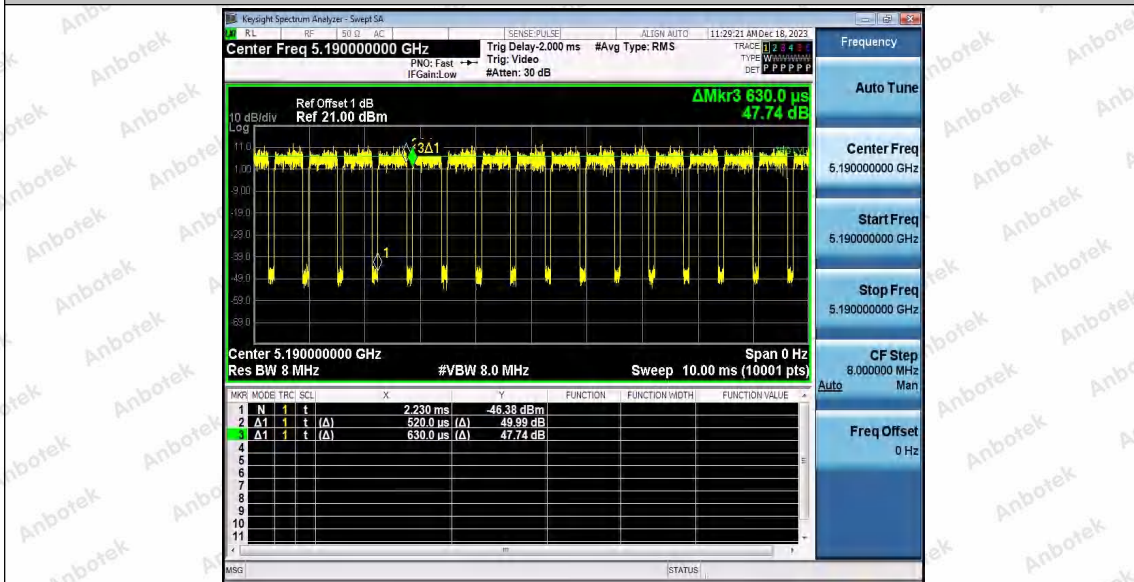 Keysight Spectrum Analyzer - Swept SA
RL RF 50 Ω AC SENSE:PULSE ALIGN AUTO 11:29:21 AM Dec 18, 2023
Center Freq 5.190000000 GHz
PNO: Fast
IFGain:Low
Trig Delay-2.000 ms
Trig: Video
#Atten: 30 dB
#Avg Type: RMS
TRACE 1 2 3 4 5 6
TYPE WWWWWW
DET P P P P P P
Frequency
Auto Tune
Center Freq
5.190000000 GHz
Start Freq
5.190000000 GHz
Stop Freq
5.190000000 GHz
CF Step
8.000000 MHz
Auto Man
Freq Offset
0 Hz
ΔMkr3 630.0 µs
47.74 dB
Ref Offset 1 dB
10 dB/div Ref 21.00 dBm
Log
11.0
1.00
-9.00
-19.0
-29.0
-39.0
-49.0
-59.0
-69.0
3Δ1
1
Center 5.190000000 GHz Span 0 Hz
Res BW 8 MHz #VBW 8.0 MHz Sweep 10.00 ms (10001 pts)
MKR MODE TRC SCL X Y FUNCTION FUNCTION WIDTH FUNCTION VALUE
1 N 1 t 2.230 ms -46.38 dBm
2 Δ1 1 t (Δ) 520.0 µs (Δ) 49.99 dB
3 Δ1 1 t (Δ) 630.0 µs (Δ) 47.74 dB
4
5
6
7
8
9
10
11
MSG STATUS
Anbotek